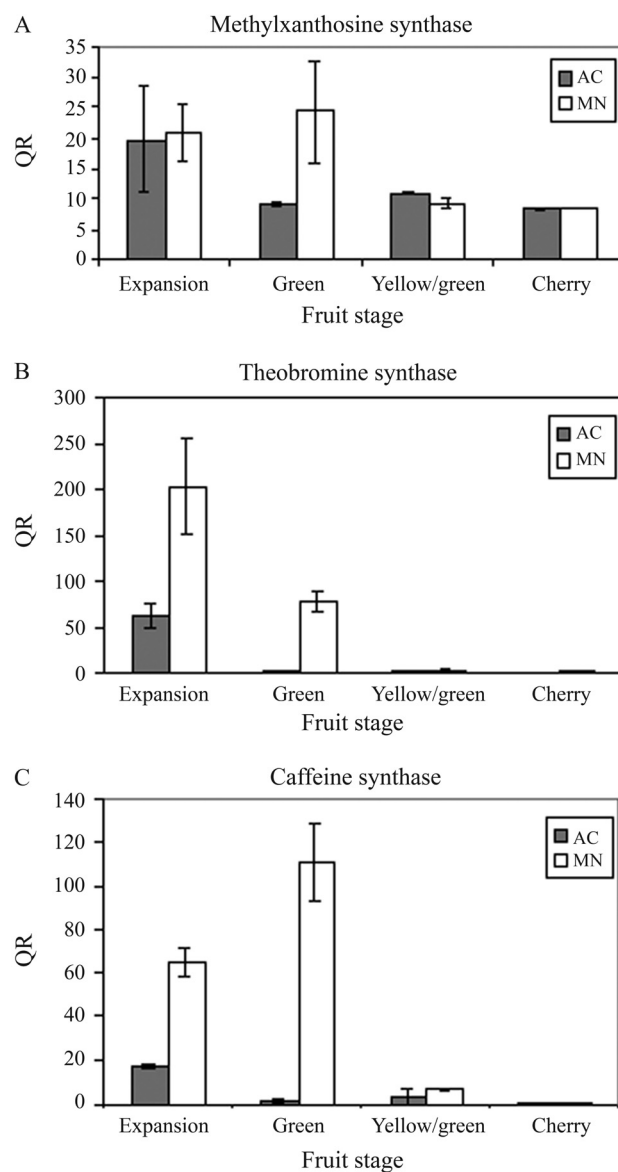 A
Methylxanthosine synthase
35
30
25
20
15
10
5
0
QR
AC
MN
Expansion Green Yellow/green Cherry
Fruit stage
B
Theobromine synthase
300
250
200
150
100
50
0
QR
AC
MN
Expansion Green Yellow/green Cherry
Fruit stage
C
Caffeine synthase
140
120
100
80
60
40
20
0
QR
AC
MN
Expansion Green Yellow/green Cherry
Fruit stage